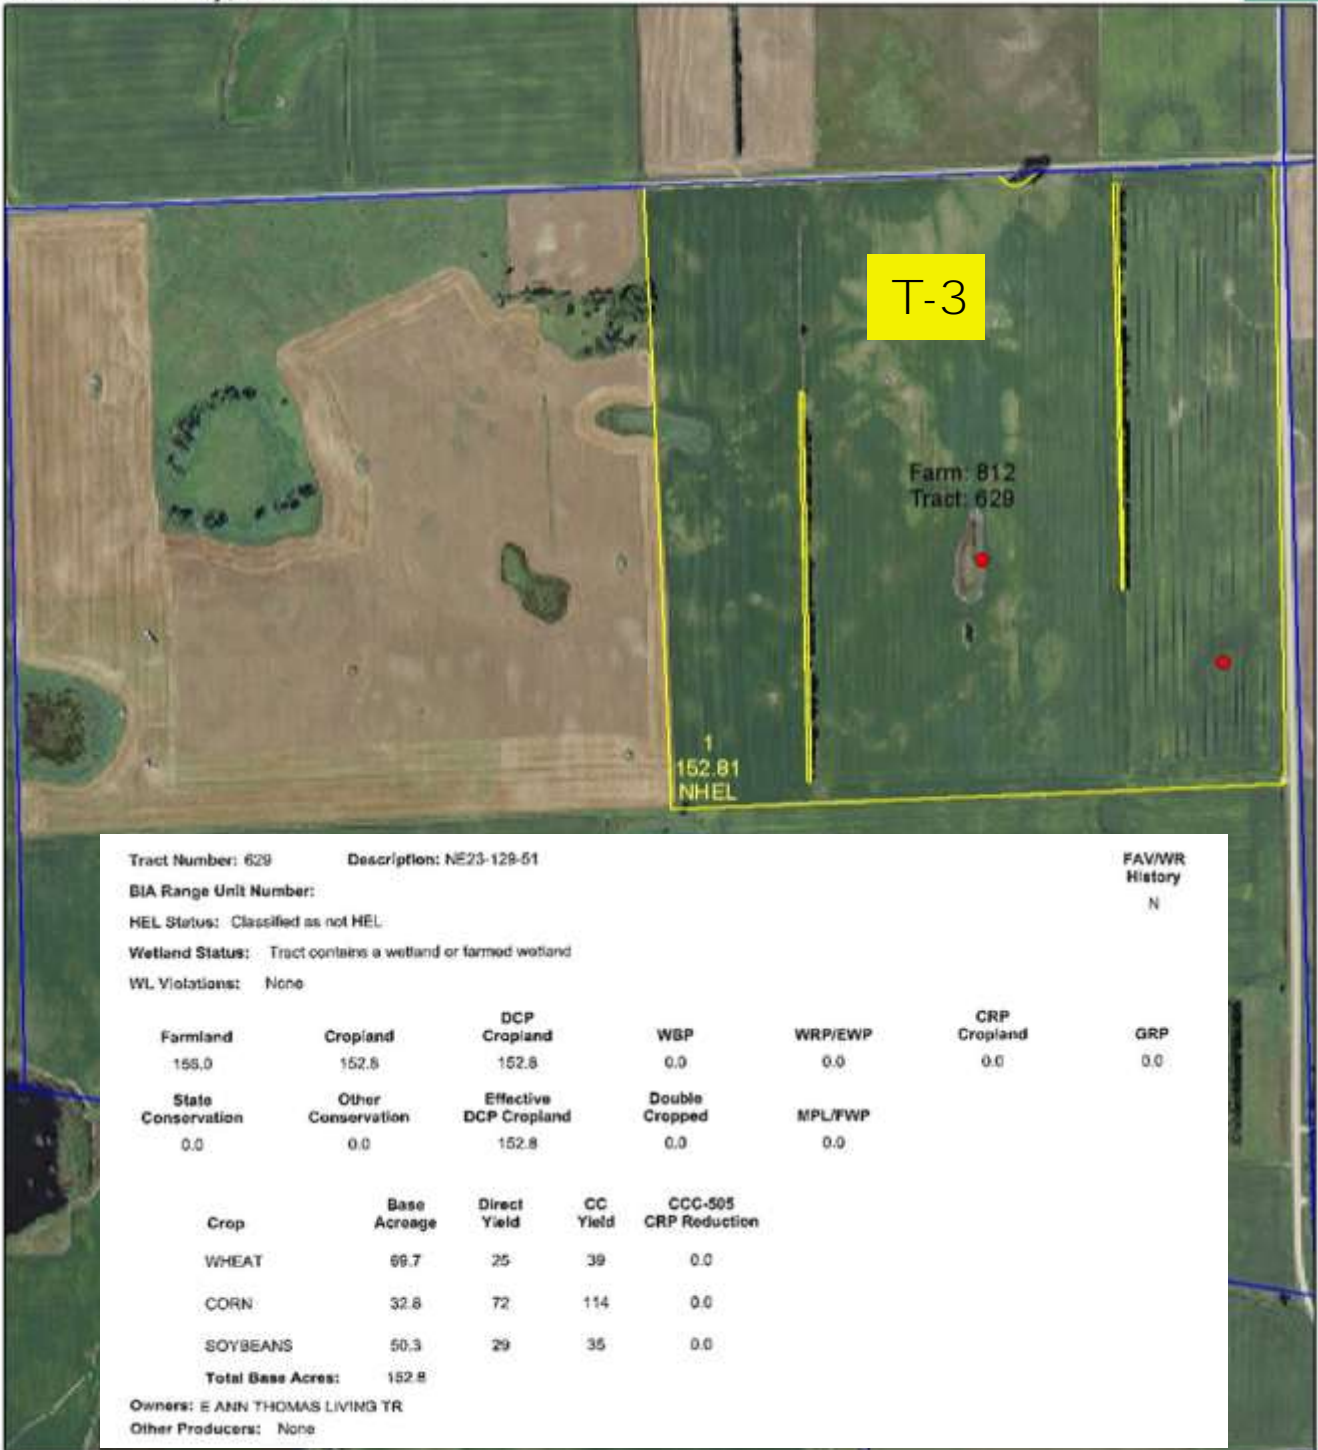 T-3
Farm: 812
Tract: 629
1
152.81
NHEL
Tract Number: 629 Description: NE23-129-51 FAV/WR
History
BIA Range Unit Number: N
HEL Status: Classified as not HEL
Wetland Status: Tract contains a wetland or farmed wetland
WL Violations: None
Farmland Cropland DCP Cropland WBP WRP/EWP CRP Cropland GRP
155.0 152.8 152.8 0.0 0.0 0.0 0.0
State Conservation Other Conservation Effective DCP Cropland Double Cropped MPL/FWP
0.0 0.0 152.8 0.0 0.0
Crop Base Acreage Direct Yield CC Yield CCC-505 CRP Reduction
WHEAT 69.7 25 39 0.0
CORN 32.8 72 114 0.0
SOYBEANS 50.3 29 35 0.0
Total Base Acres: 152.8
Owners: E ANN THOMAS LIVING TR
Other Producers: None